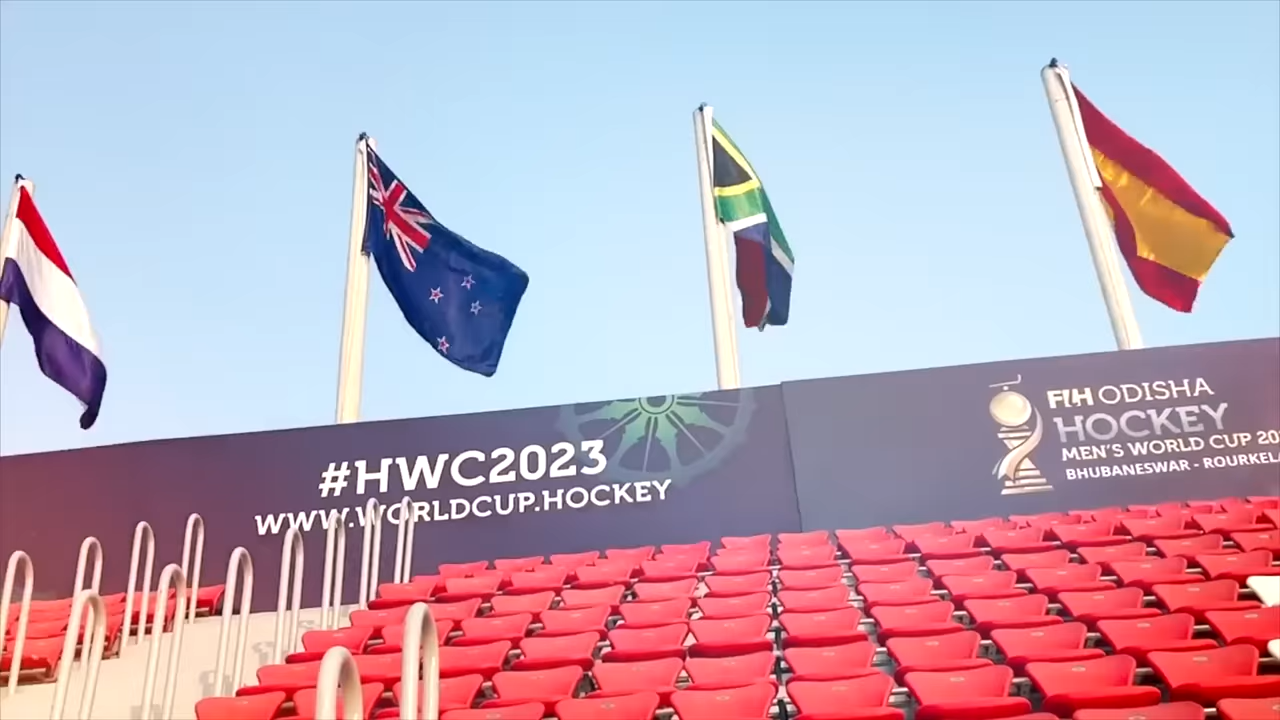 #HWC2023
WWW.WORLDCUP.HOCKEY
FIH ODISHA
HOCKEY
MEN'S WORLD CUP
BHUBANESWAR - ROURKELA